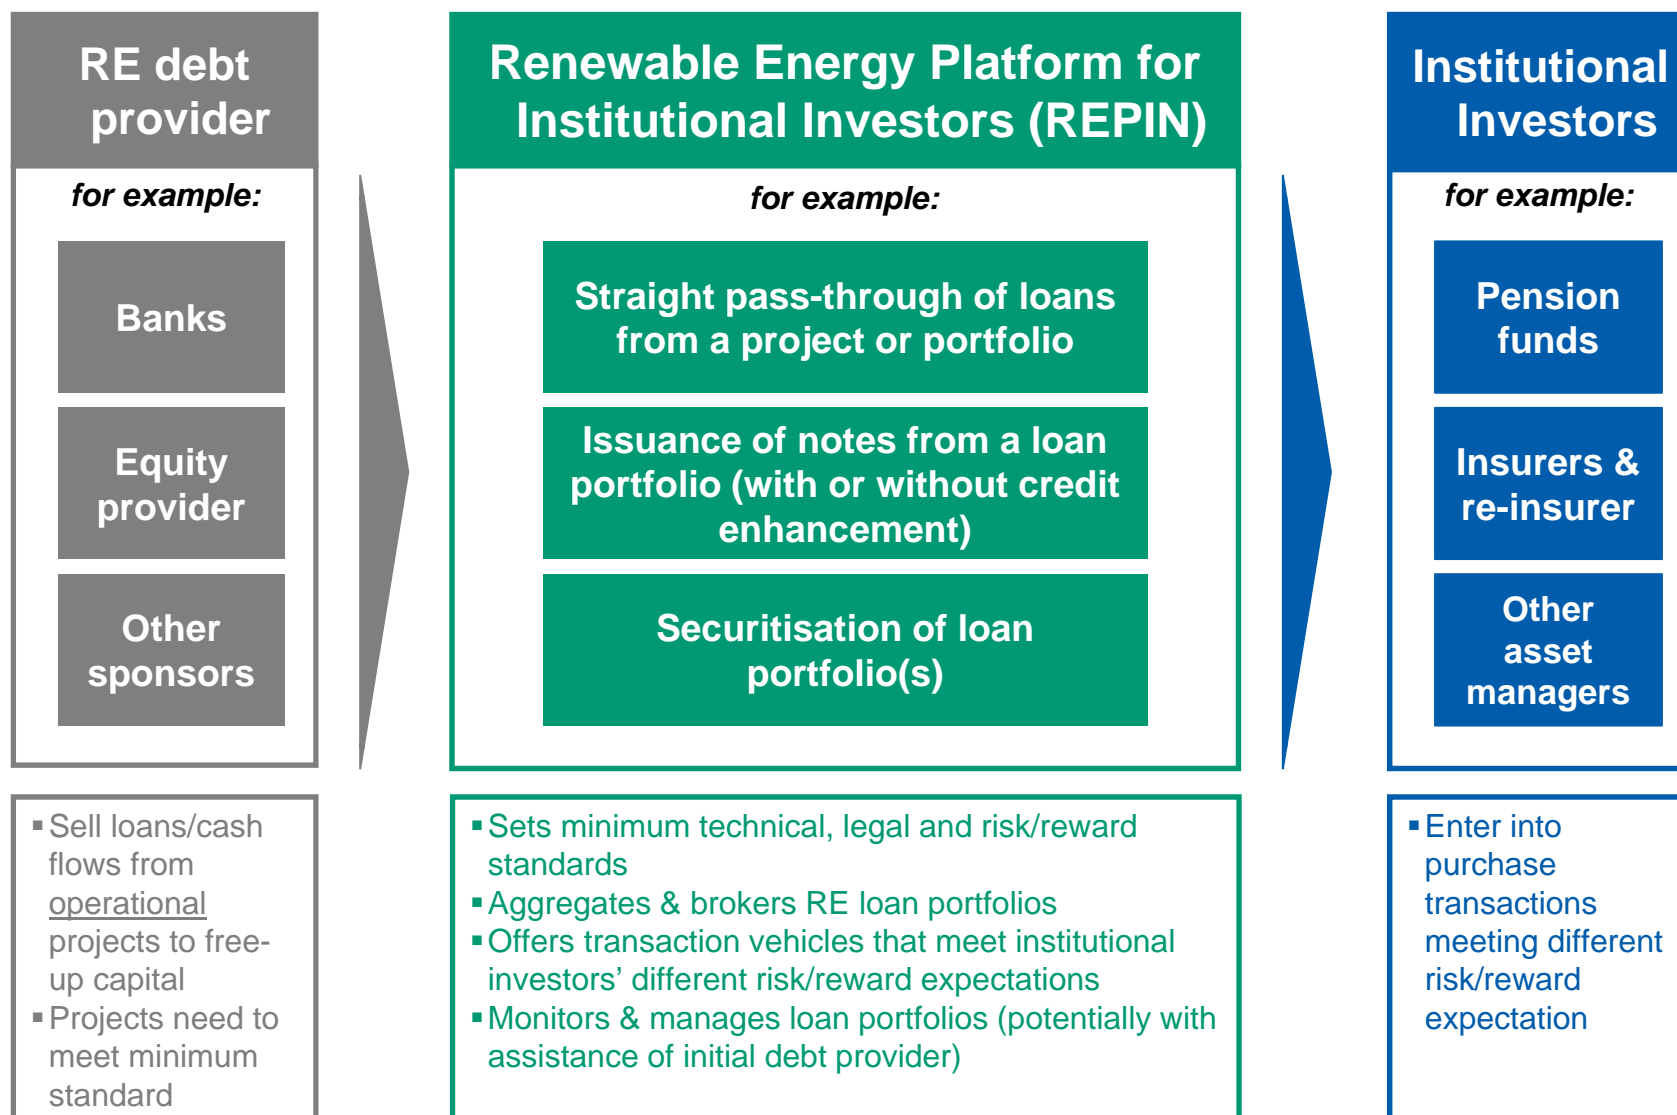 RE debt
provider
for example:
Banks
Equity
provider
Other
sponsors
▪Sell loans/cash
flows from
operational
projects to free-
up capital
▪Projects need to
meet minimum
standard
Renewable Energy Platform for
Institutional Investors (REPIN)
for example:
Straight pass-through of loans
from a project or portfolio
Issuance of notes from a loan
portfolio (with or without credit
enhancement)
Securitisation of loan
portfolio(s)
▪Sets minimum technical, legal and risk/reward
standards
▪Aggregates & brokers RE loan portfolios
▪Offers transaction vehicles that meet institutional
investors’ different risk/reward expectations
▪Monitors & manages loan portfolios (potentially with
assistance of initial debt provider)
Institutional
Investors
for example:
Pension
funds
Insurers &
re-insurer
Other
asset
managers
▪Enter into
purchase
transactions
meeting different
risk/reward
expectation